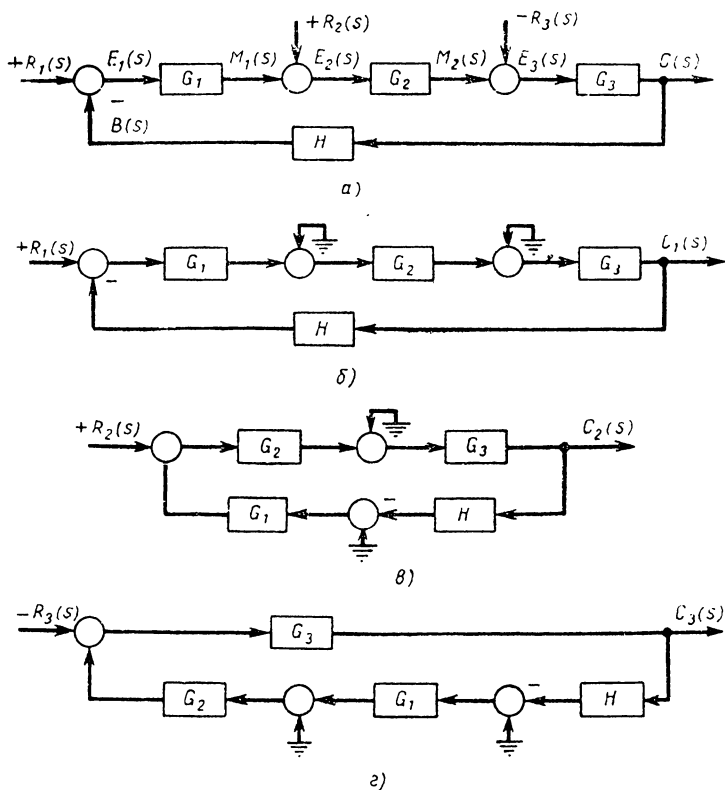 +R₂(s) −R₃(s)
+R₁(s) E₁(s) G₁ M₁(s) E₂(s) G₂ M₂(s) E₃(s) G₃ C(s)
−
B(s) H
а)
+R₁(s) G₁ G₂ G₃ C₁(s)
−
H
б)
+R₂(s) G₂ G₃ C₂(s)
G₁ − H
в)
−R₃(s) G₃ C₃(s)
G₂ G₁ − H
г)